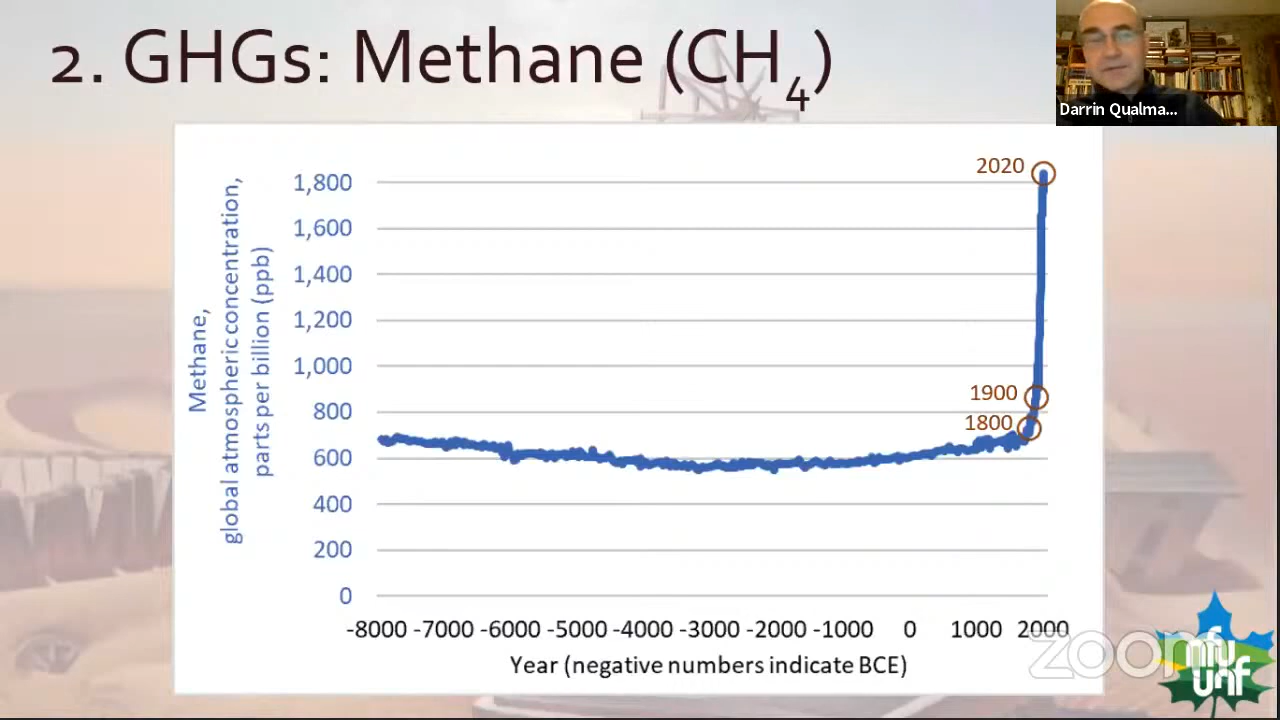 2. GHGs: Methane (CH4)
Darrin Qualma...
Methane,
global atmospheric concentration,
parts per billion (ppb)
1,800
1,600
1,400
1,200
1,000
800
600
400
200
0
2020
1900
1800
-8000 -7000 -6000 -5000 -4000 -3000 -2000 -1000 0 1000 2000
Year (negative numbers indicate BCE)
zoom
nfu
unf